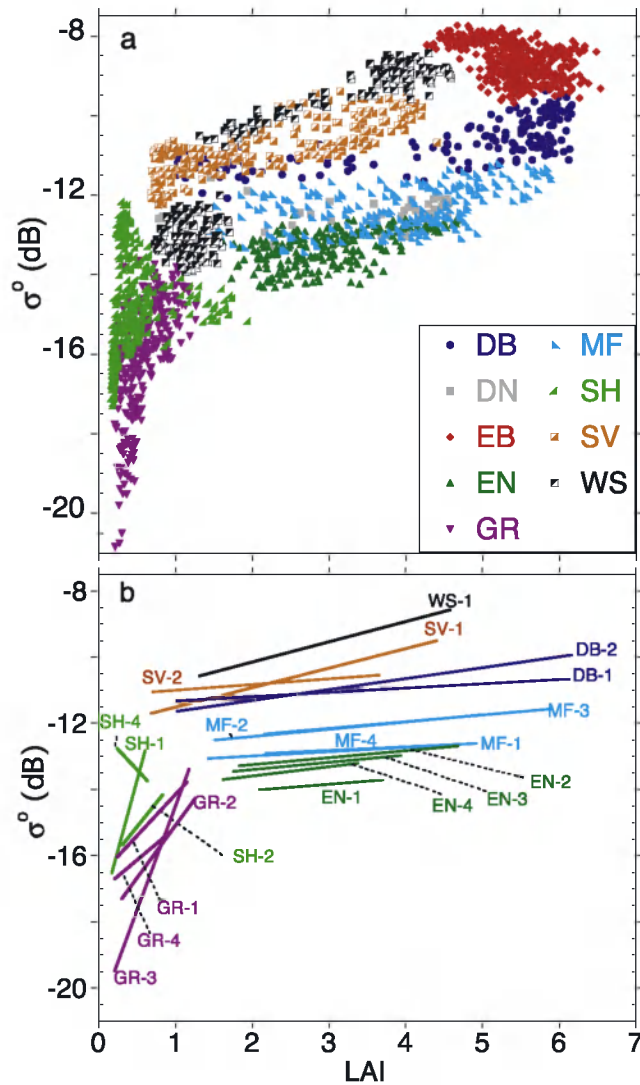 a
-8
-12
-16
-20
σ° (dB)
DB
MF
DN
SH
EB
SV
EN
WS
GR
b
-8
-12
-16
-20
σ° (dB)
WS-1
SV-1
SV-2
DB-2
DB-1
SH-4
SH-1
MF-2
MF-3
MF-4
MF-1
EN-2
EN-3
EN-1
EN-4
GR-2
SH-2
GR-1
GR-4
GR-3
0 1 2 3 4 5 6 7
LAI